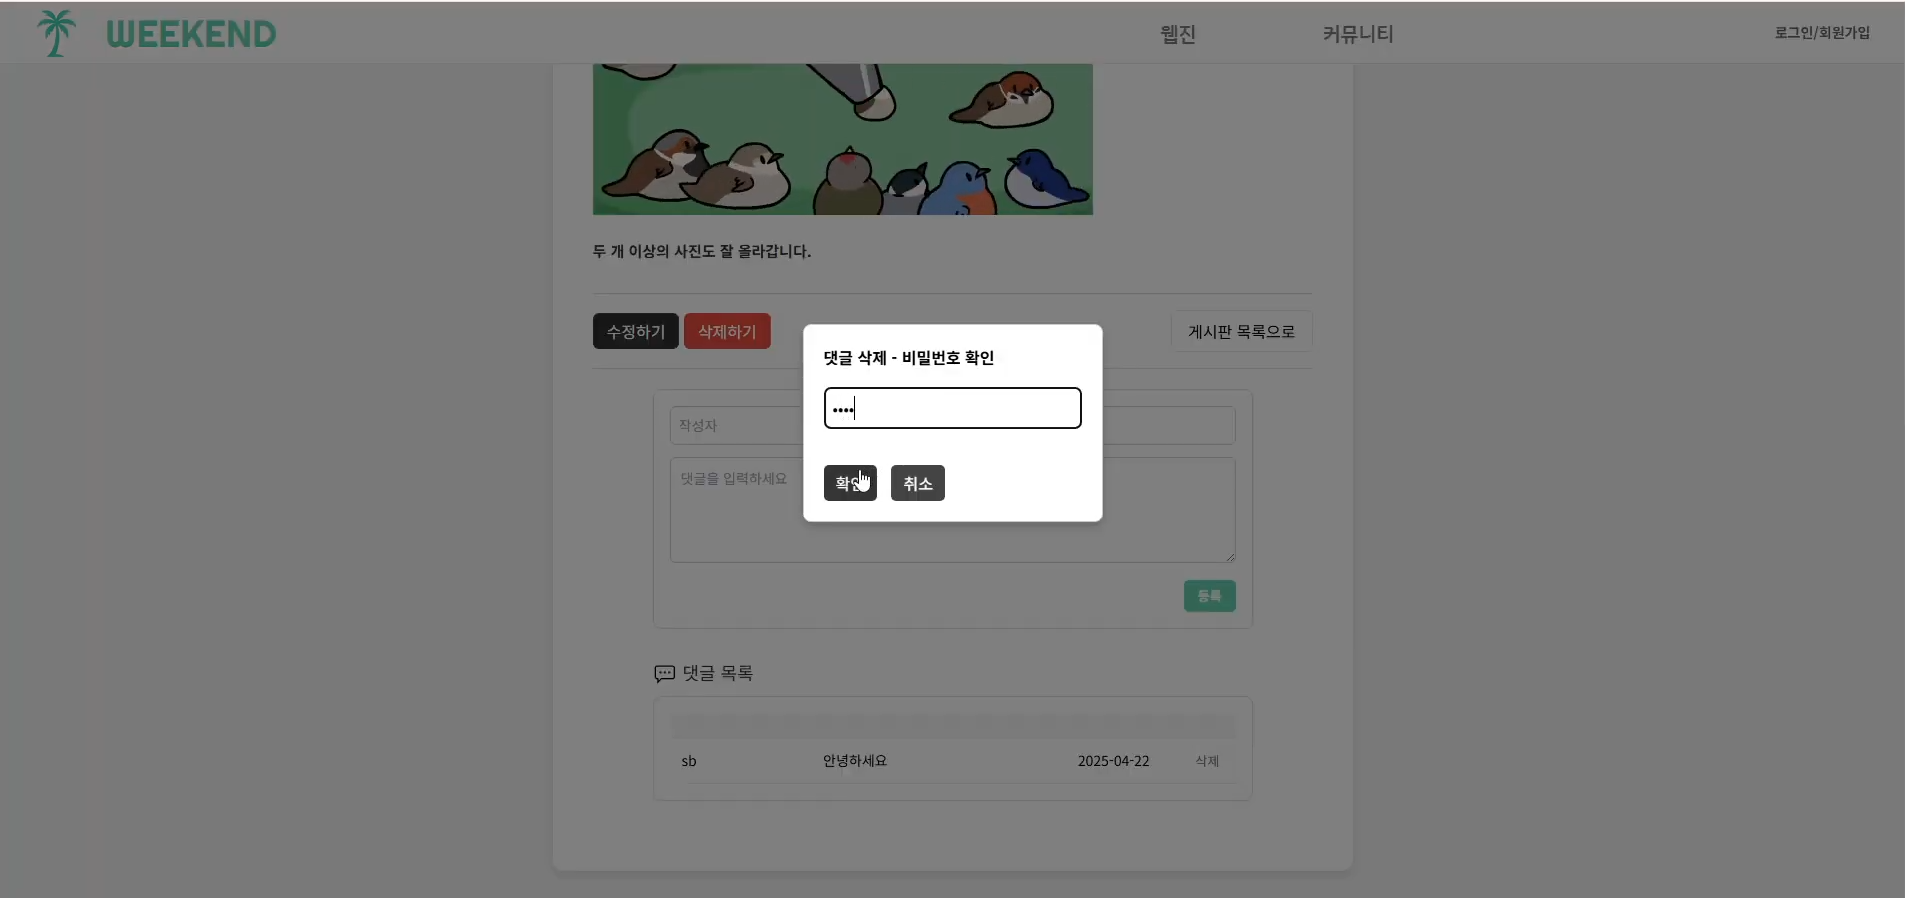 WEEKEND
웹진
커뮤니티
로그인/회원가입
두 개 이상의 사진도 잘 올라갑니다.
수정하기
삭제하기
게시판 목록으로
댓글 삭제 - 비밀번호 확인
••••
취소
작성자
댓글을 입력하세요
등록
댓글 목록
sb 안녕하세요 2025-04-22 삭제